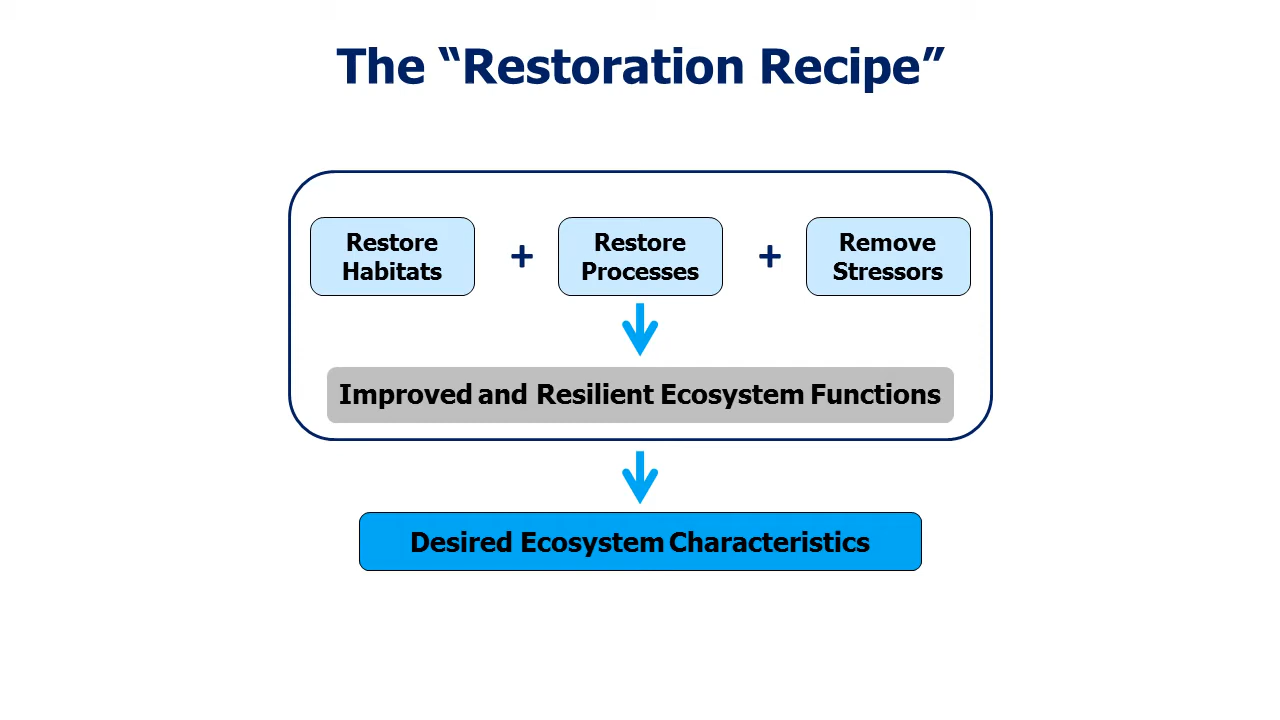 The “Restoration Recipe”
Restore
Habitats
+
Restore
Processes
+
Remove
Stressors
Improved and Resilient Ecosystem Functions
Desired Ecosystem Characteristics